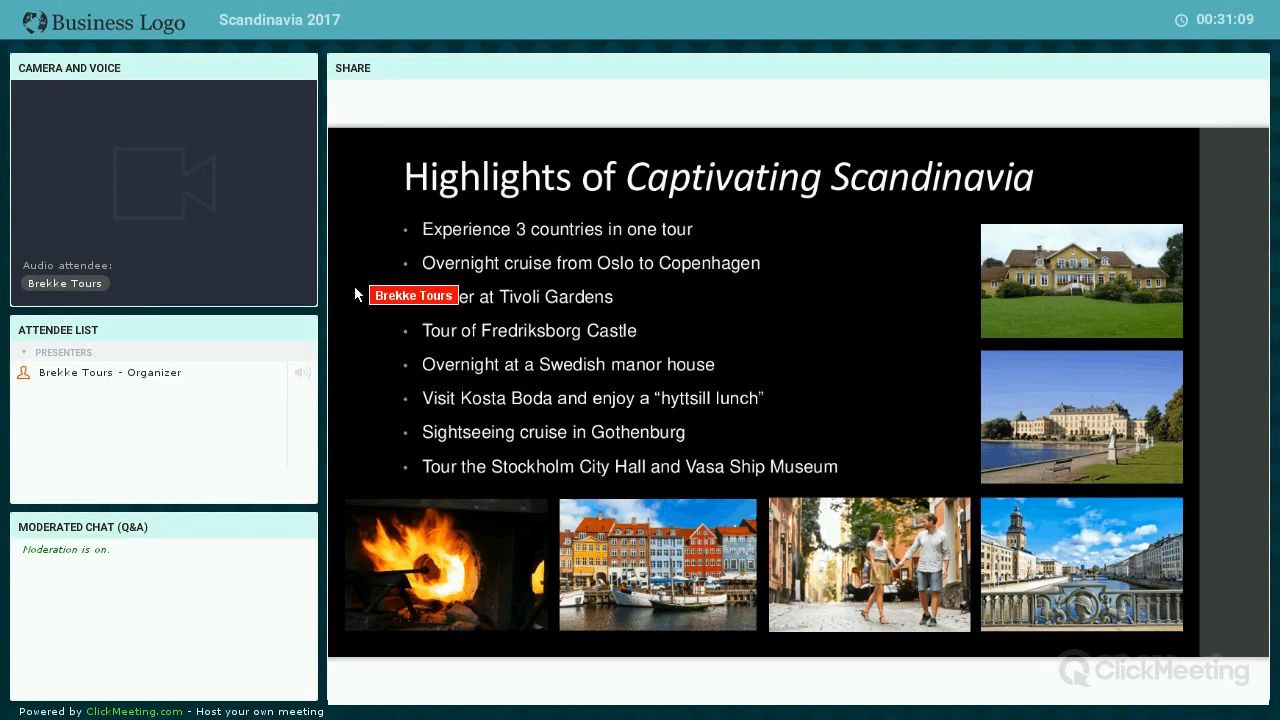 Business Logo
Scandinavia 2017
00:31:09
CAMERA AND VOICE
Audio attendee:
Brekke Tours
ATTENDEE LIST
PRESENTERS
Brekke Tours - Organizer
MODERATED CHAT (Q&A)
Moderation is on.
Powered by ClickMeeting.com - Host your own meeting
SHARE
Highlights of Captivating Scandinavia
• Experience 3 countries in one tour
• Overnight cruise from Oslo to Copenhagen
Brekke Tours
er at Tivoli Gardens
• Tour of Fredriksborg Castle
• Overnight at a Swedish manor house
• Visit Kosta Boda and enjoy a “hyttsill lunch”
• Sightseeing cruise in Gothenburg
• Tour the Stockholm City Hall and Vasa Ship Museum
ClickMeeting